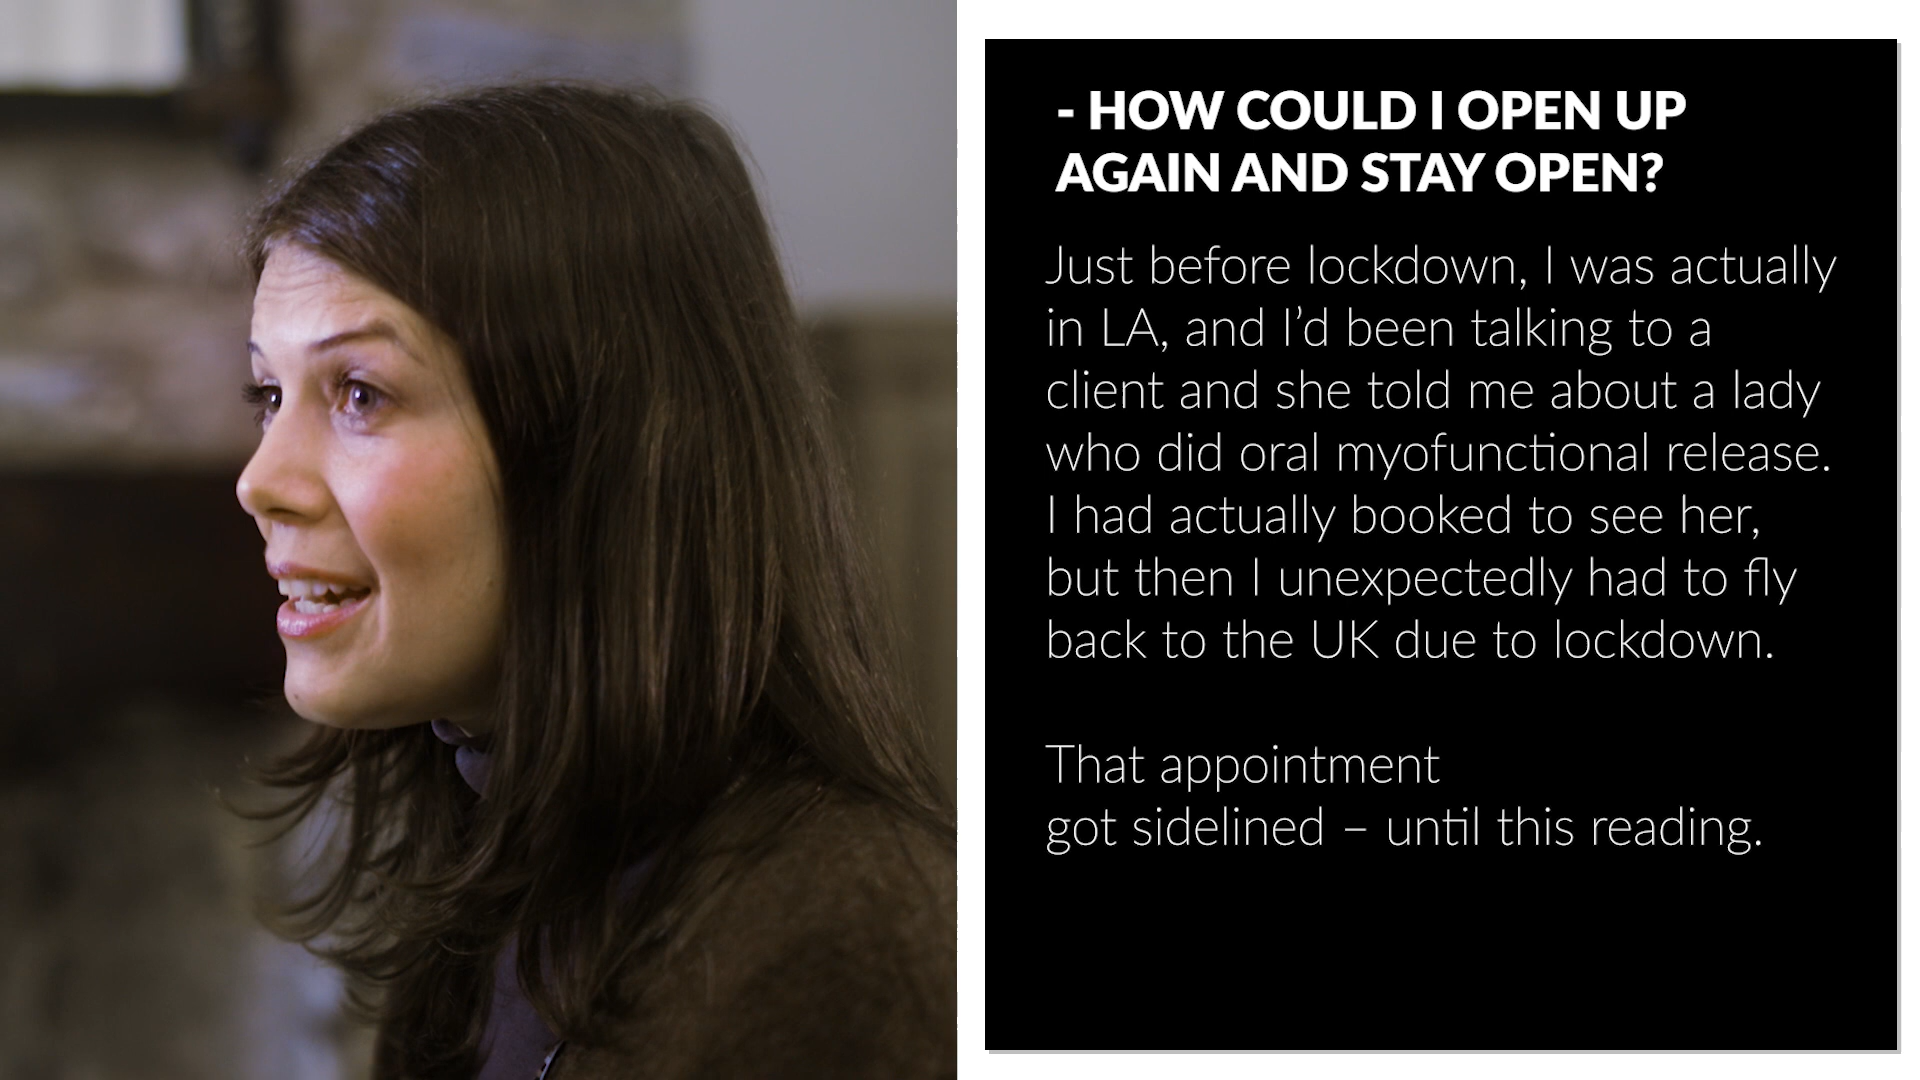 - HOW COULD I OPEN UP
AGAIN AND STAY OPEN?
Just before lockdown, I was actually
in LA, and I’d been talking to a
client and she told me about a lady
who did oral myofunctional release.
I had actually booked to see her,
but then I unexpectedly had to fly
back to the UK due to lockdown.
That appointment
got sidelined – until this reading.